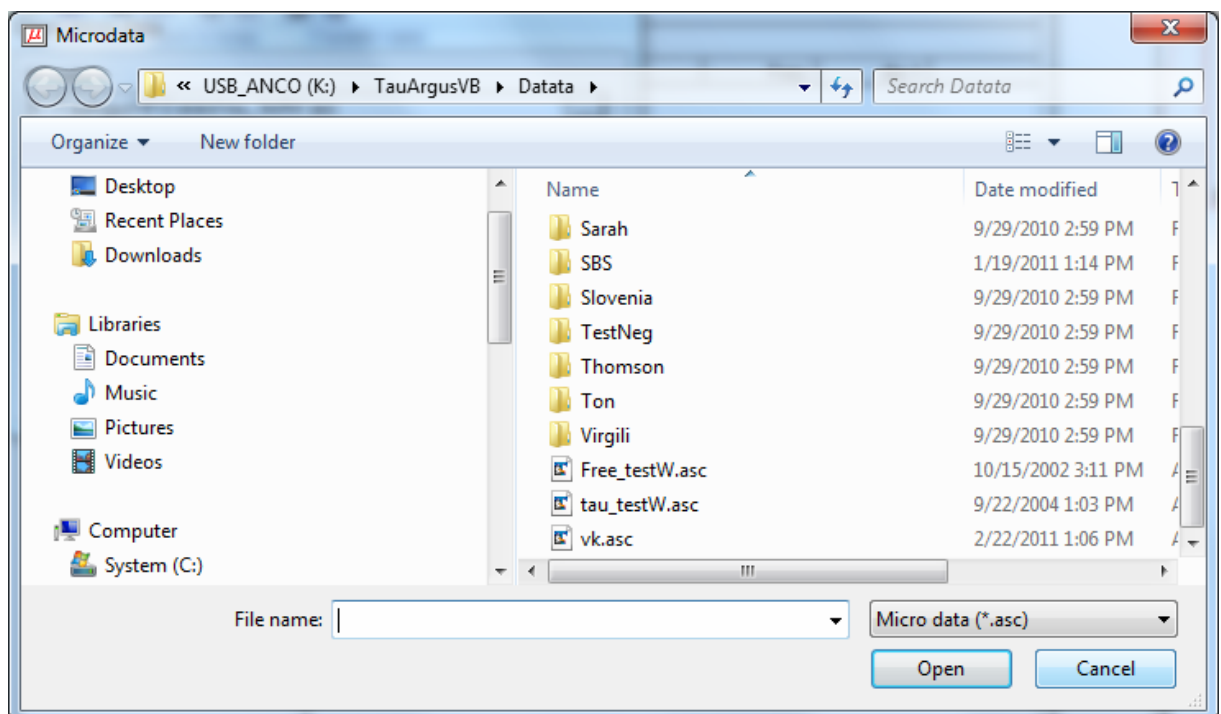 μ Microdata x
« USB_ANCO (K:) TauArgusVB Datata Search Datata
Organize New folder ?
Desktop
Recent Places
Downloads
Libraries
Documents
Music
Pictures
Videos
Computer
System (C:)
Name Date modified
Sarah 9/29/2010 2:59 PM
SBS 1/19/2011 1:14 PM
Slovenia 9/29/2010 2:59 PM
TestNeg 9/29/2010 2:59 PM
Thomson 9/29/2010 2:59 PM
Ton 9/29/2010 2:59 PM
Virgili 9/29/2010 2:59 PM
Free_testW.asc 10/15/2002 3:11 PM
tau_testW.asc 9/22/2004 1:03 PM
vk.asc 2/22/2011 1:06 PM
File name: Micro data (*.asc)
Open Cancel